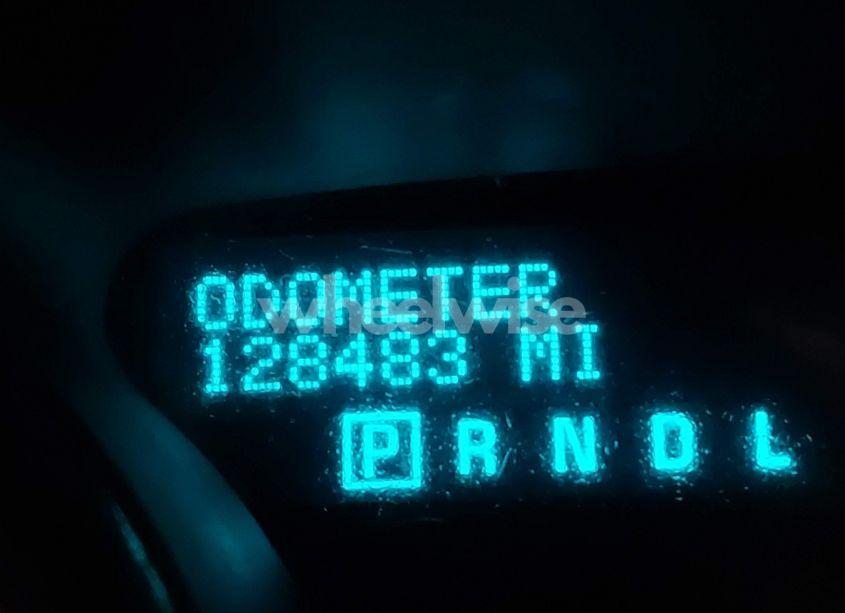 ODOMETER
wheelwise
128483 MI
P R N D L